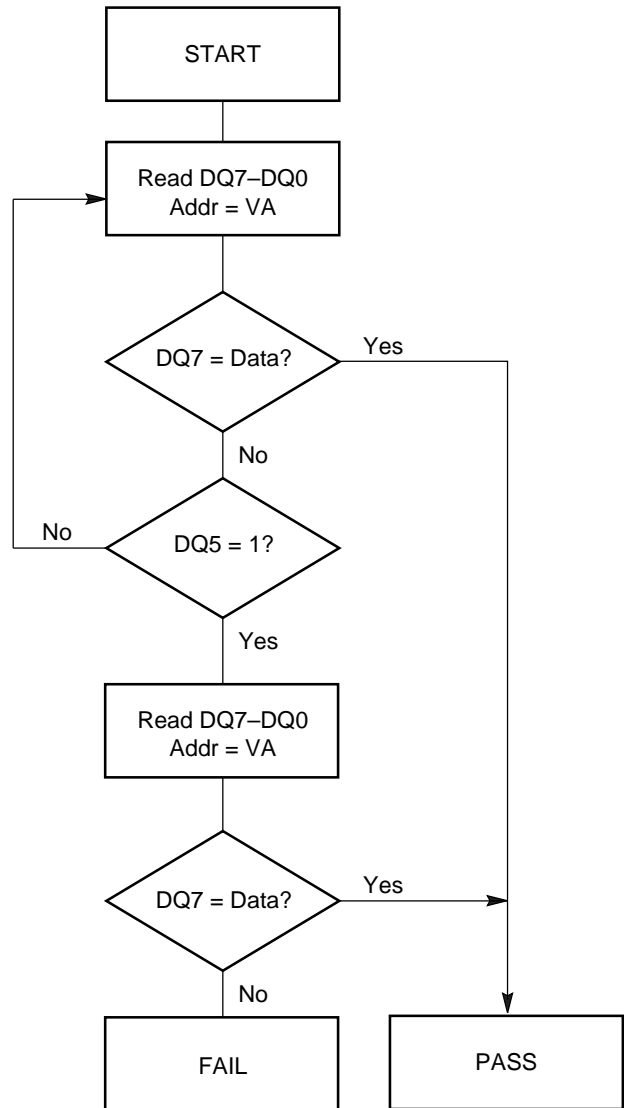 START
Read DQ7–DQ0
Addr = VA
DQ7 = Data?
Yes
No
No
DQ5 = 1?
Yes
Read DQ7–DQ0
Addr = VA
DQ7 = Data?
Yes
No
FAIL
PASS